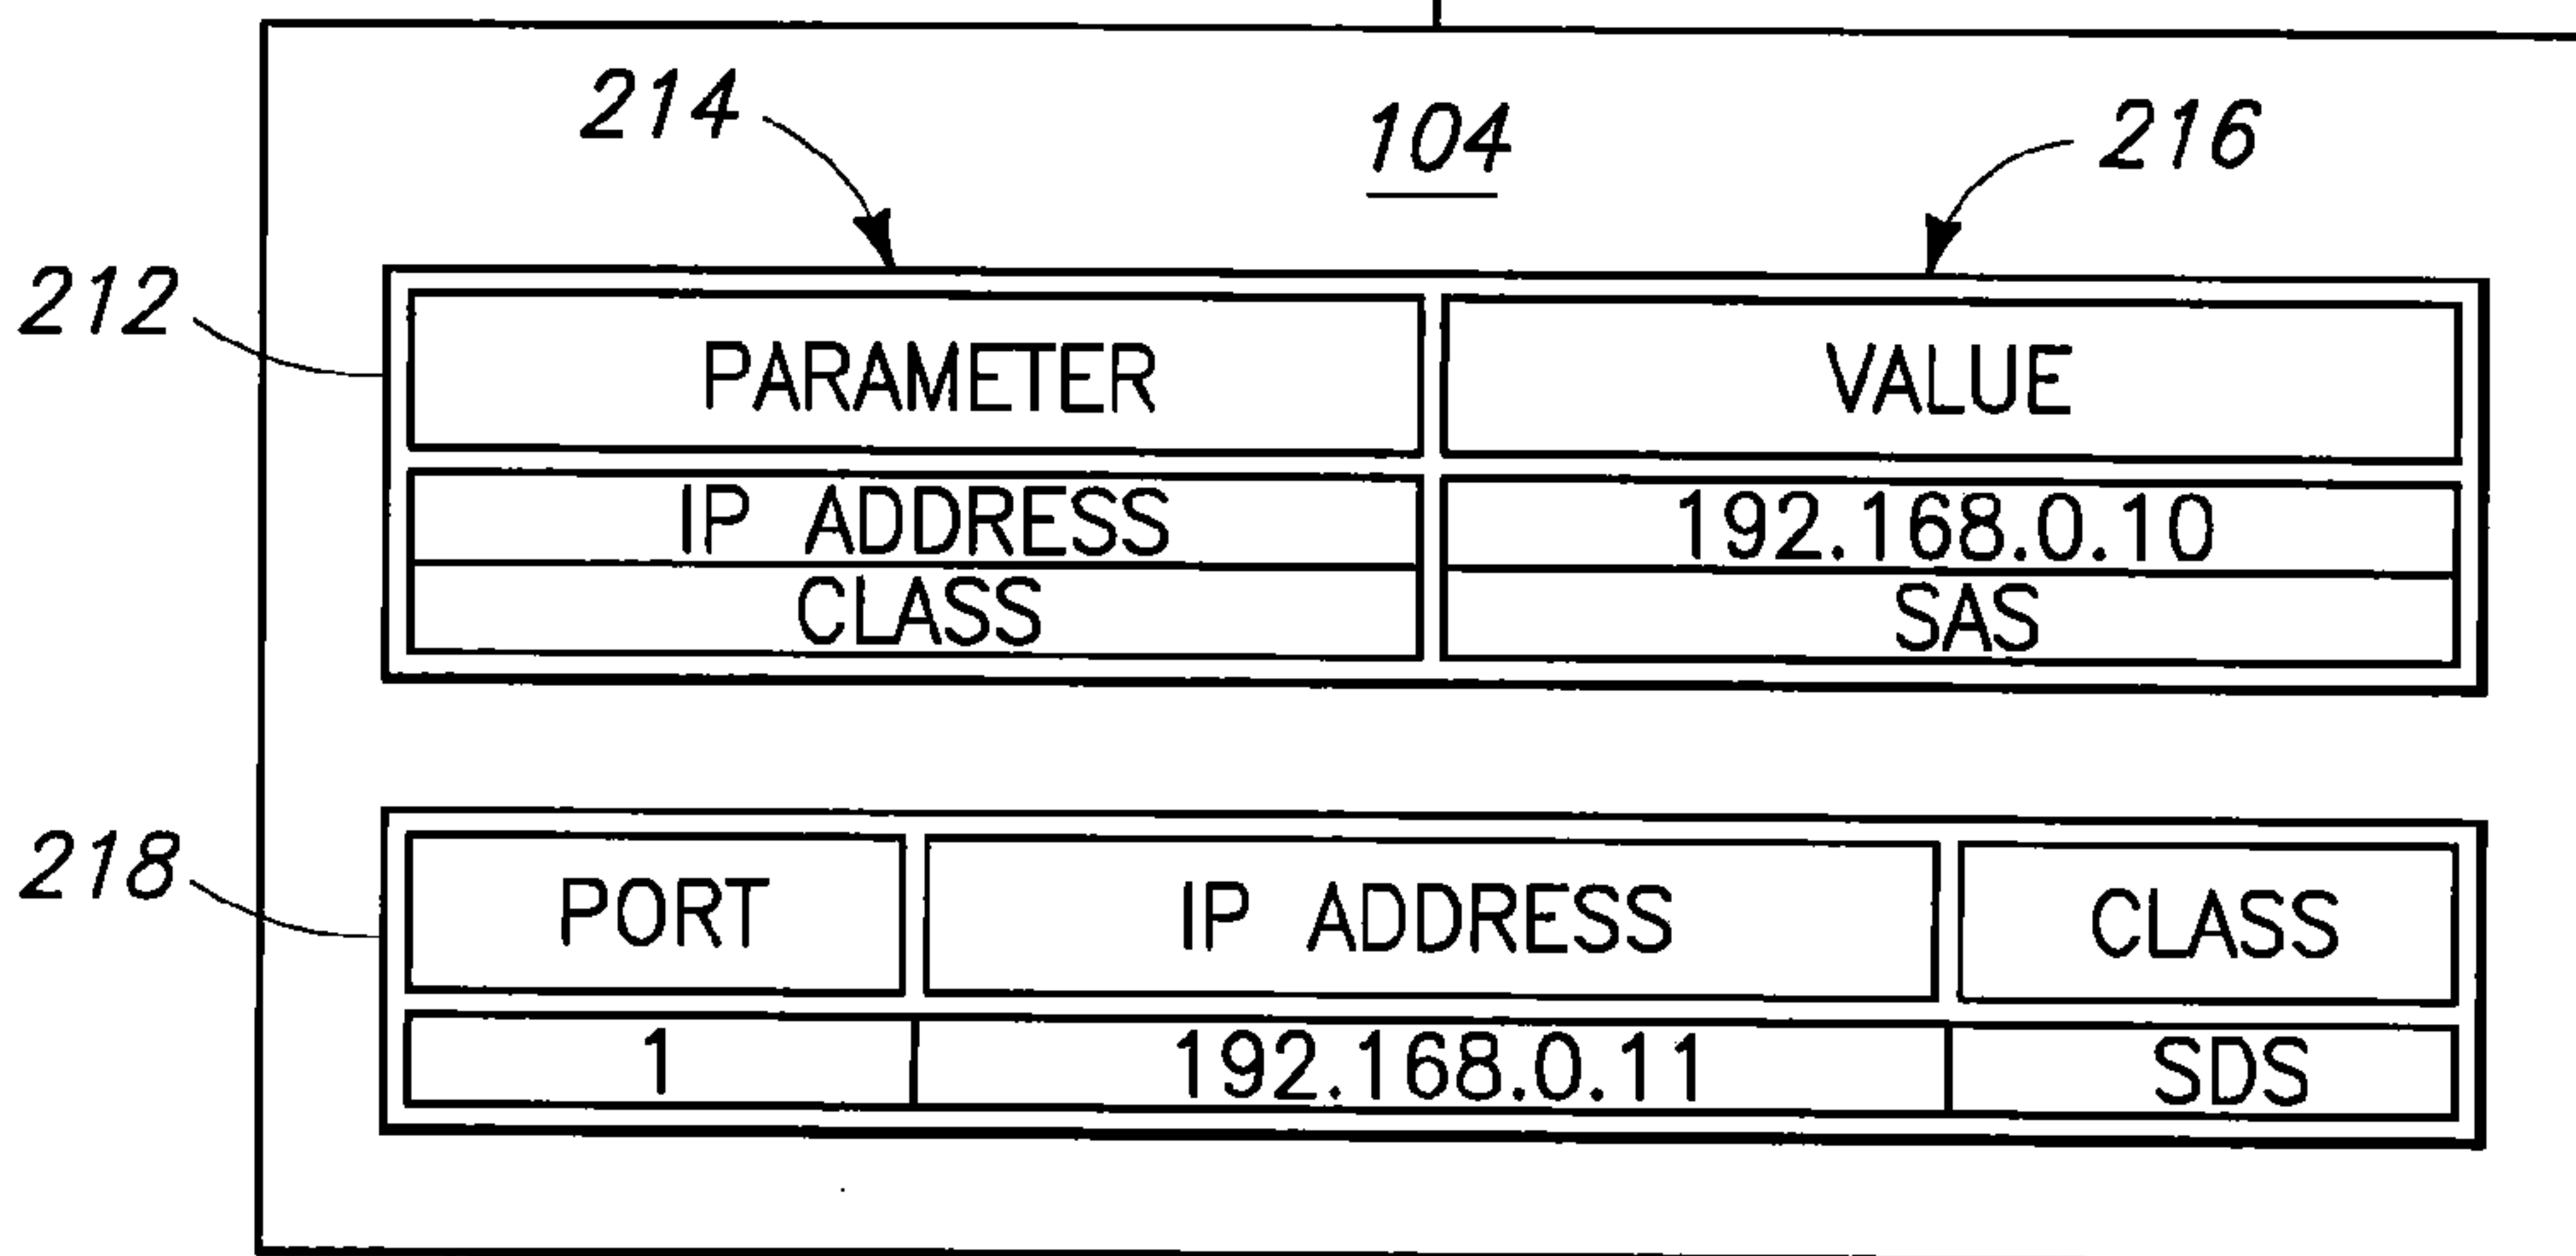 214
104
216
212
PARAMETER VALUE
IP ADDRESS 192.168.0.10
CLASS SAS
218
PORT IP ADDRESS CLASS
1 192.168.0.11 SDS